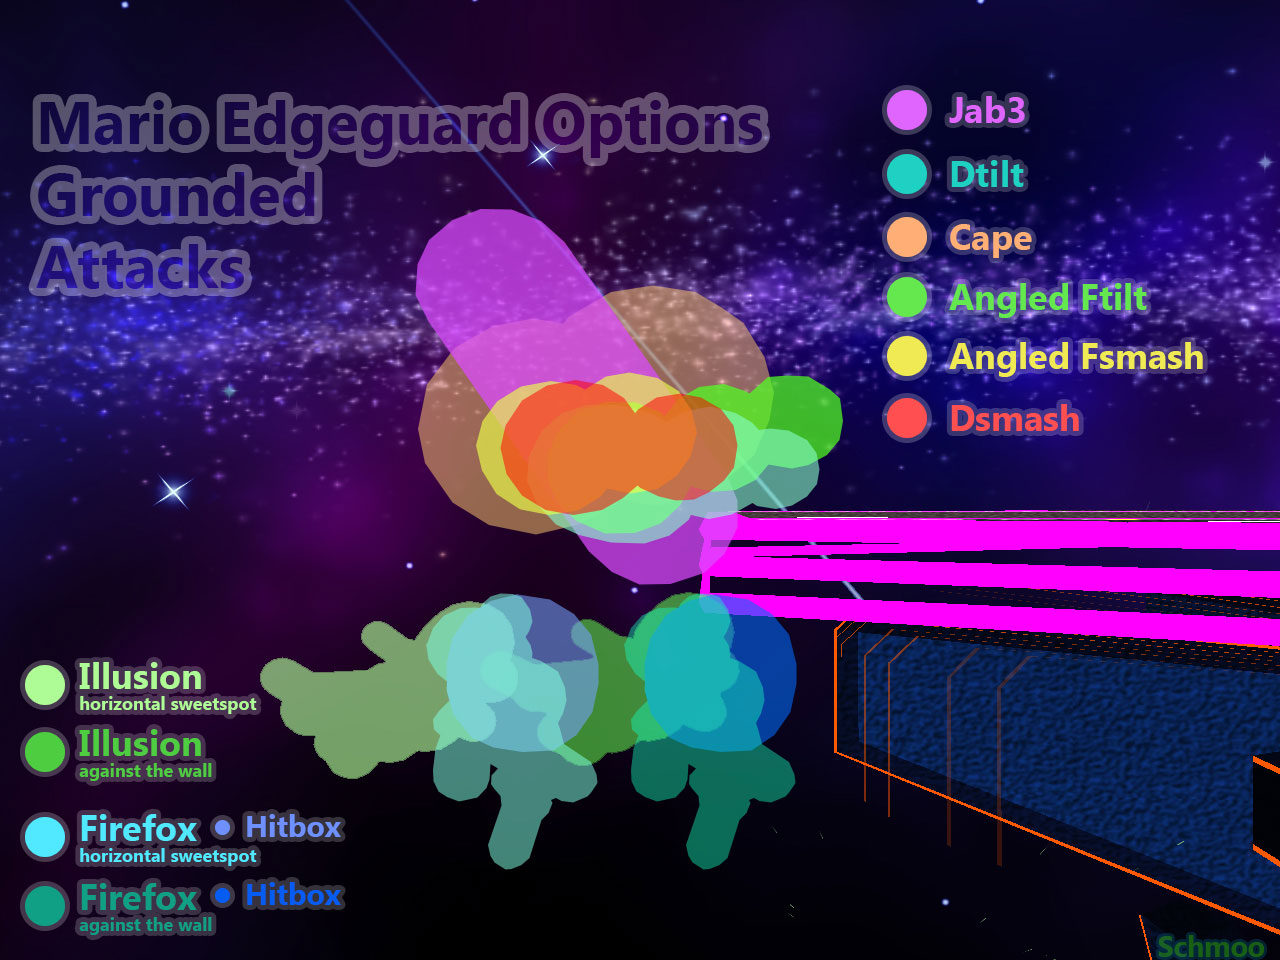 Mario Edgeguard Options
Grounded
Attacks
Jab3
Dtilt
Cape
Angled Ftilt
Angled Fsmash
Dsmash
Illusion
horizontal sweetspot
Illusion
against the wall
Firefox Hitbox
horizontal sweetspot
Firefox Hitbox
against the wall
Schmoo